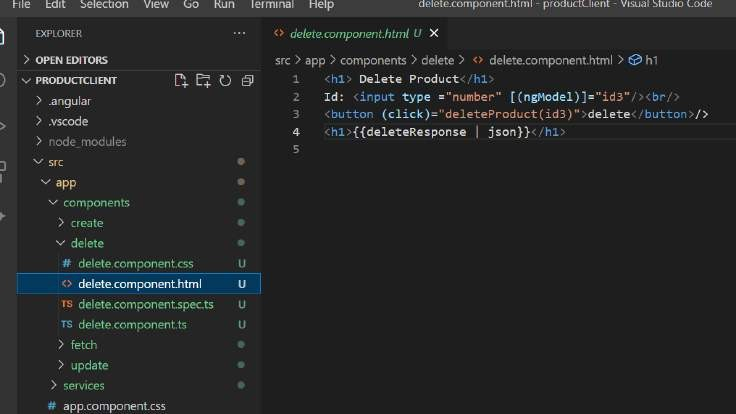 File Edit Selection View Go Run Terminal Help delete.component.html - productClient - Visual Studio Code
EXPLORER ···
OPEN EDITORS
PRODUCTCLIENT
.angular
.vscode
node_modules
src
app
components
create
delete
# delete.component.css U
<> delete.component.html U
TS delete.component.spec.ts U
TS delete.component.ts U
fetch
update
services
# app.component.css
<> delete.component.html U ×
src > app > components > delete > <> delete.component.html > h1
1 <h1> Delete Product</h1>
2 Id: <input type ="number" [(ngModel)]="id3"/><br/>
3 <button (click)="deleteProduct(id3)">delete</button>/>
4 <h1>{{deleteResponse | json}}</h1>
5